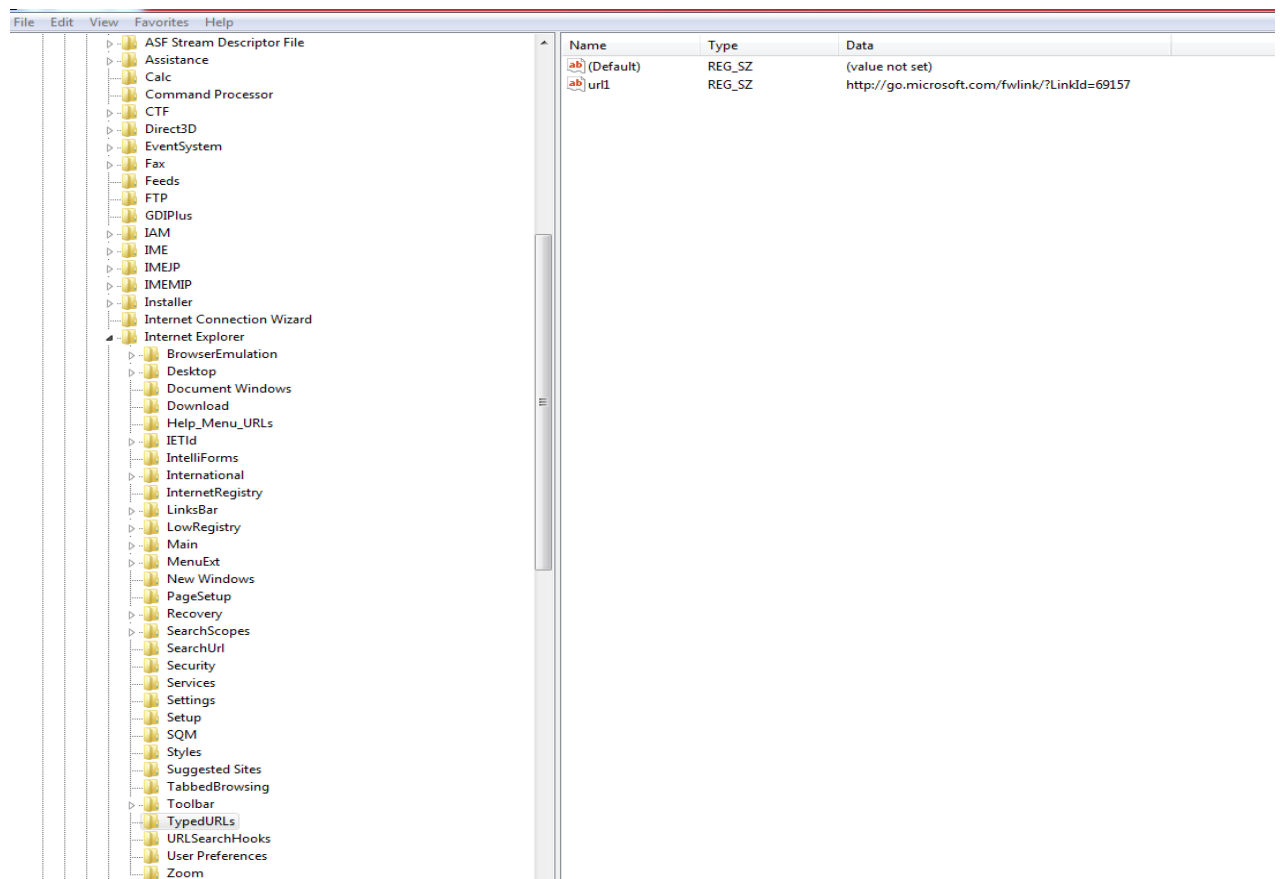 File Edit View Favorites Help
ASF Stream Descriptor File
Assistance
Calc
Command Processor
CTF
Direct3D
EventSystem
Fax
Feeds
FTP
GDIPlus
IAM
IME
IMEJP
IMEMIP
Installer
Internet Connection Wizard
Internet Explorer
BrowserEmulation
Desktop
Document Windows
Download
Help_Menu_URLs
IETld
IntelliForms
International
InternetRegistry
LinksBar
LowRegistry
Main
MenuExt
New Windows
PageSetup
Recovery
SearchScopes
SearchUrl
Security
Services
Settings
Setup
SQM
Styles
Suggested Sites
TabbedBrowsing
Toolbar
TypedURLs
URLSearchHooks
User Preferences
Zoom
Name Type Data
ab (Default) REG_SZ (value not set)
ab url1 REG_SZ http://go.microsoft.com/fwlink/?LinkId=69157